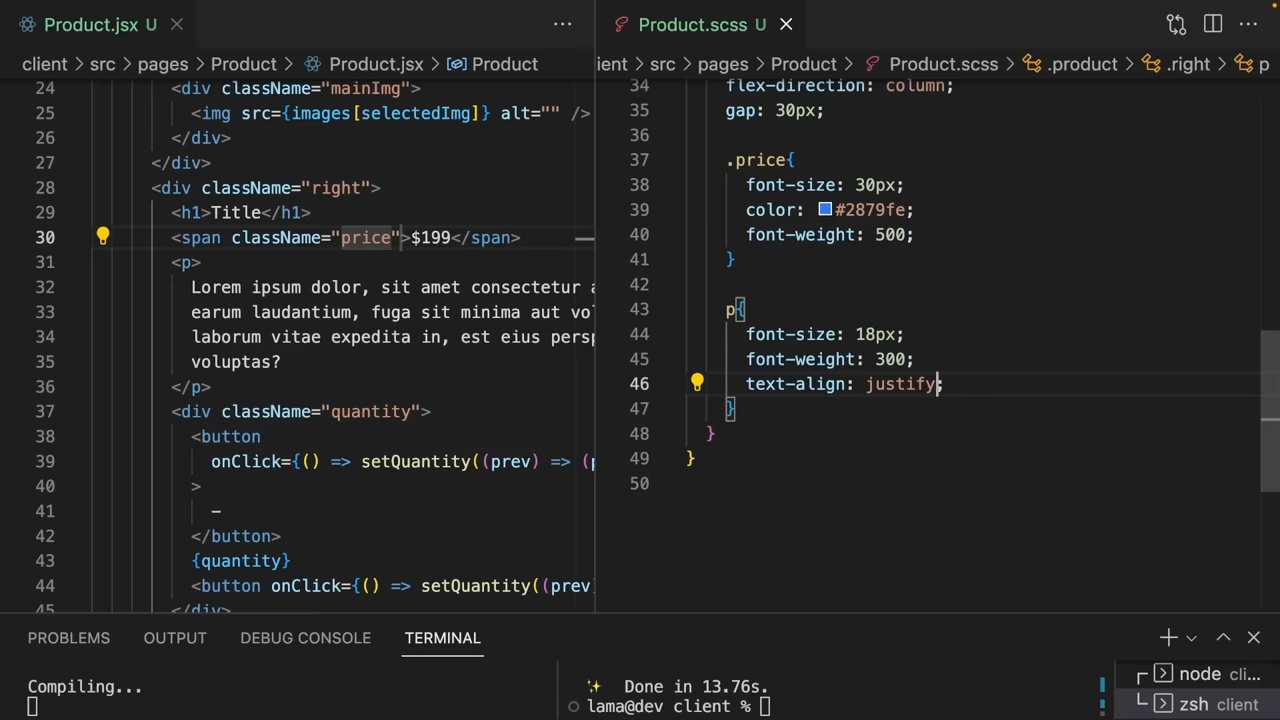 Product.jsx U
client > src > pages > Product > Product.jsx > Product
24 <div className="mainImg">
25 <img src={images[selectedImg]} alt="" />
26 </div>
27 </div>
28 <div className="right">
29 <h1>Title</h1>
30 <span className="price">$199</span>
31 <p>
32 Lorem ipsum dolor, sit amet consectetur a
33 earum laudantium, fuga sit minima aut vol
34 laborum vitae expedita in, est eius persp
35 voluptas?
36 </p>
37 <div className="quantity">
38 <button
39 onClick={() => setQuantity((prev) => (p
40 >
41 –
42 </button>
43 {quantity}
44 <button onClick={() => setQuantity((prev)
45 </div>
Product.scss U
ient > src > pages > Product > Product.scss > .product > .right > p
34 flex-direction: column;
35 gap: 30px;
36
37 .price{
38 font-size: 30px;
39 color: #2879fe;
40 font-weight: 500;
41 }
42
43 p{
44 font-size: 18px;
45 font-weight: 300;
46 text-align: justify;
47 }
48 }
49 }
50
PROBLEMS OUTPUT DEBUG CONSOLE TERMINAL
Compiling...
Done in 13.76s.
lama@dev client %
node cli...
zsh client